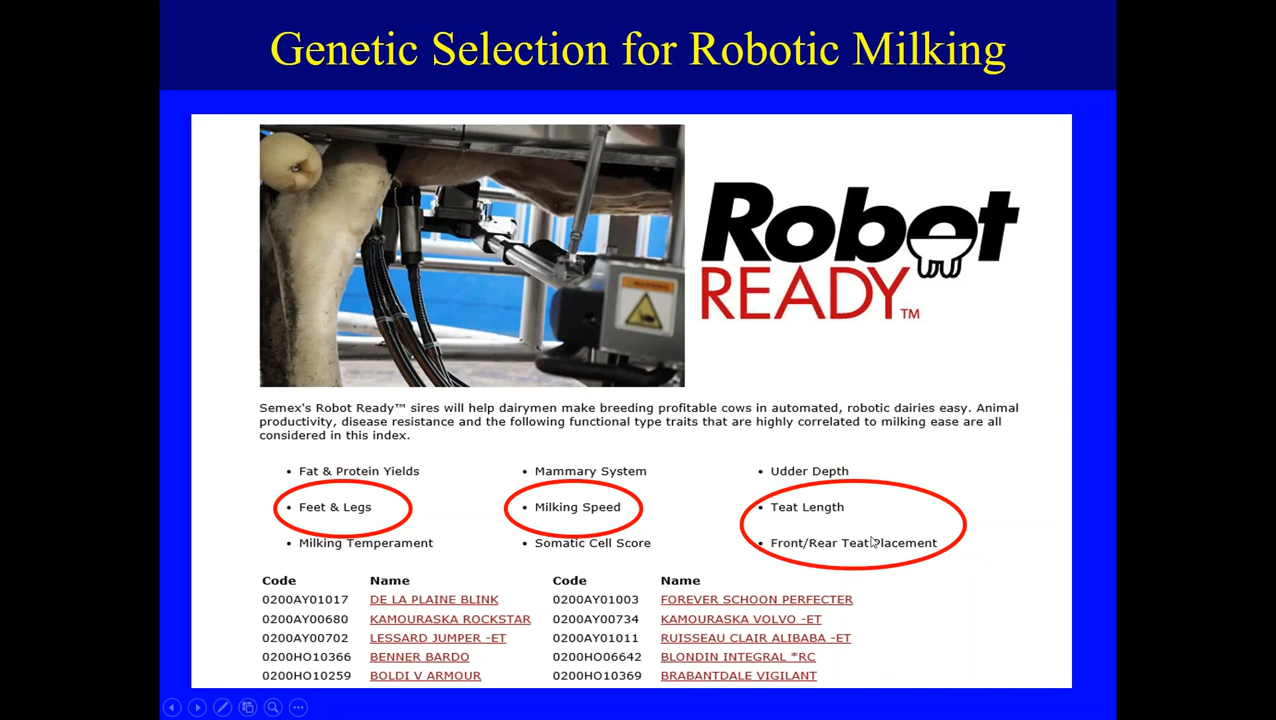 Genetic Selection for Robotic Milking
Robot
READY™
Semex's Robot Ready™ sires will help dairymen make breeding profitable cows in automated, robotic dairies easy. Animal
productivity, disease resistance and the following functional type traits that are highly correlated to milking ease are all
considered in this index.
• Fat & Protein Yields • Mammary System • Udder Depth
• Feet & Legs • Milking Speed • Teat Length
• Milking Temperament • Somatic Cell Score • Front/Rear Teat Placement
Code Name Code Name
0200AY01017 DE LA PLAINE BLINK 0200AY01003 FOREVER SCHOON PERFECTER
0200AY00680 KAMOURASKA ROCKSTAR 0200AY00734 KAMOURASKA VOLVO -ET
0200AY00702 LESSARD JUMPER -ET 0200AY01011 RUISSEAU CLAIR ALIBABA -ET
0200HO10366 BENNER BARDO 0200HO06642 BLONDIN INTEGRAL *RC
0200HO10259 BOLDI V ARMOUR 0200HO10369 BRABANTDALE VIGILANT